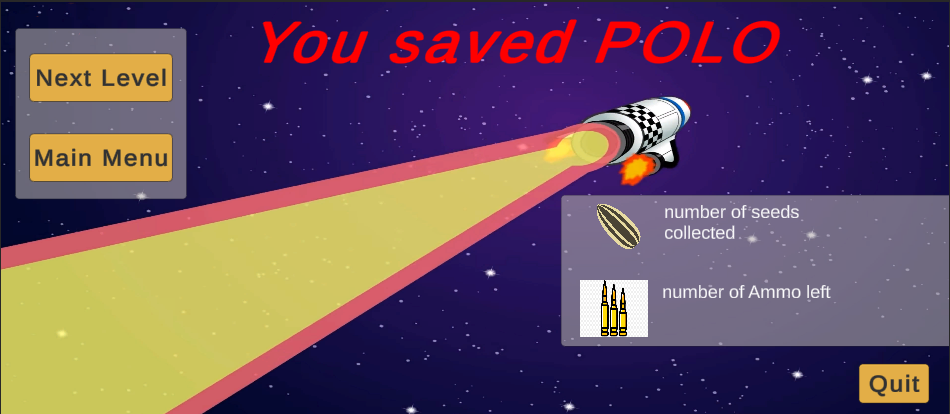 You saved POLO
Next Level
Main Menu
number of seeds
collected
number of Ammo left
Quit